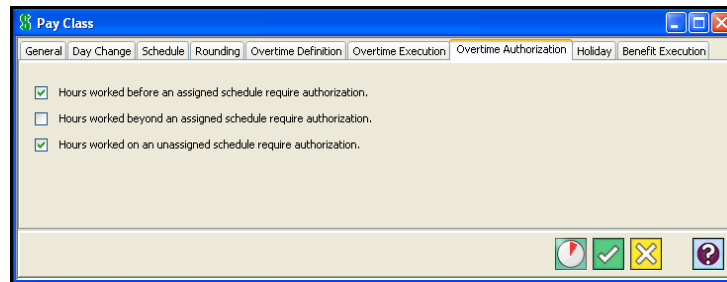 Pay Class
General Day Change Schedule Rounding Overtime Definition Overtime Execution Overtime Authorization Holiday Benefit Execution
Hours worked before an assigned schedule require authorization.
Hours worked beyond an assigned schedule require authorization.
Hours worked on an unassigned schedule require authorization.